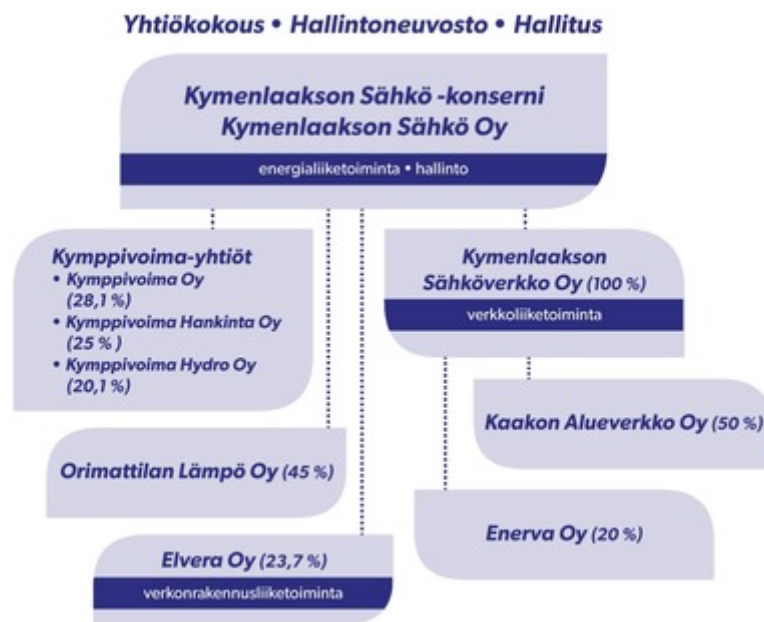 Yhtiökokous • Hallintoneuvosto • Hallitus
Kymenlaakson Sähkö -konserni
Kymenlaakson Sähkö Oy
energialiiketoiminta • hallinto
Kymppivoima-yhtiöt
• Kymppivoima Oy
(28,1 %)
• Kymppivoima Hankinta Oy
(25 % )
• Kymppivoima Hydro Oy
(20,1 %)
Kymenlaakson
Sähköverkko Oy (100 %)
verkkoliiketoiminta
Kaakon Alueverkko Oy (50 %)
Orimattilan Lämpö Oy (45 %)
Enerva Oy (20 %)
Elvera Oy (23,7 %)
verkonrakennusliiketoiminta